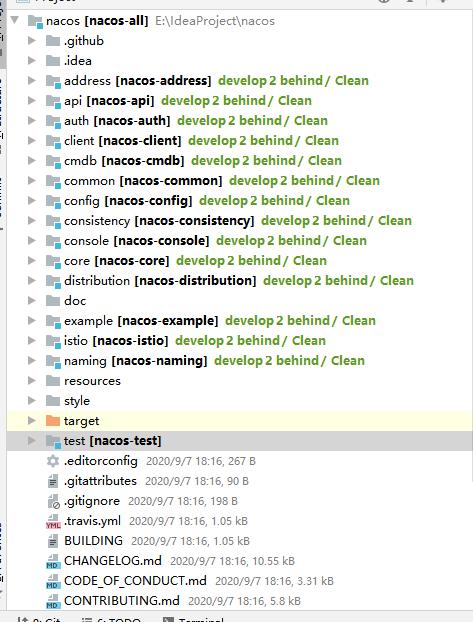 nacos [nacos-all] E:\IdeaProject\nacos
.github
.idea
address [nacos-address] develop 2 behind / Clean
api [nacos-api] develop 2 behind / Clean
auth [nacos-auth] develop 2 behind / Clean
client [nacos-client] develop 2 behind / Clean
cmdb [nacos-cmdb] develop 2 behind / Clean
common [nacos-common] develop 2 behind / Clean
config [nacos-config] develop 2 behind / Clean
consistency [nacos-consistency] develop 2 behind / Clean
console [nacos-console] develop 2 behind / Clean
core [nacos-core] develop 2 behind / Clean
distribution [nacos-distribution] develop 2 behind / Clean
doc
example [nacos-example] develop 2 behind / Clean
istio [nacos-istio] develop 2 behind / Clean
naming [nacos-naming] develop 2 behind / Clean
resources
style
target
test [nacos-test]
.editorconfig 2020/9/7 18:16, 267 B
.gitattributes 2020/9/7 18:16, 90 B
.gitignore 2020/9/7 18:16, 198 B
YML .travis.yml 2020/9/7 18:16, 1.05 kB
BUILDING 2020/9/7 18:16, 1.05 kB
MD CHANGELOG.md 2020/9/7 18:16, 10.55 kB
MD CODE_OF_CONDUCT.md 2020/9/7 18:16, 3.31 kB
MD CONTRIBUTING.md 2020/9/7 18:16, 5.8 kB